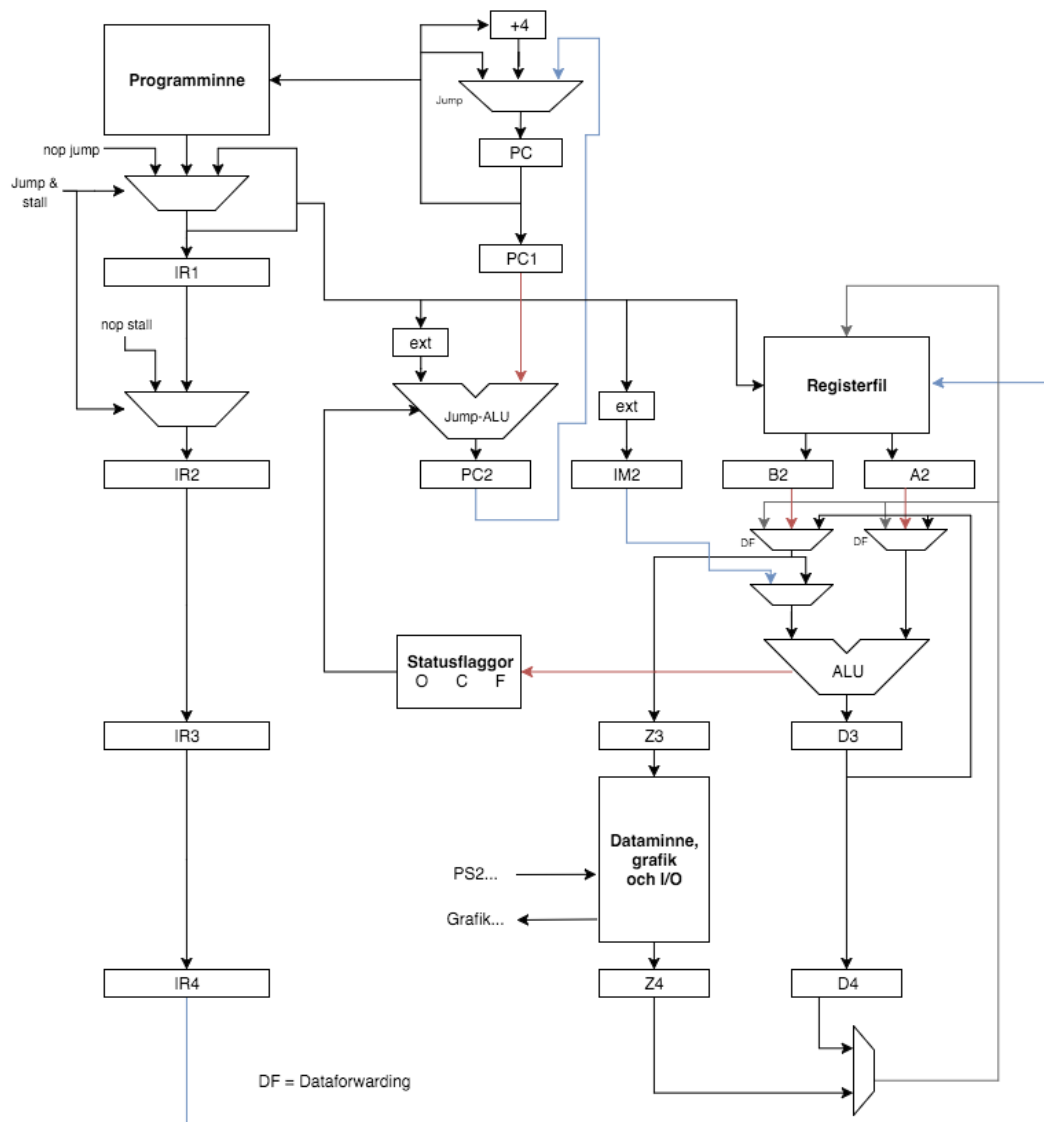 +4
Programminne
Jump
nop jump
PC
Jump &
stall
PC1
IR1
nop stall
ext
Registerfil
ext
Jump-ALU
IR2
PC2
IM2
B2
A2
DF
DF
Statusflaggor
O C F
ALU
IR3
Z3
D3
Dataminne,
grafik
och I/O
PS2...
Grafik...
IR4
Z4
D4
DF = Dataforwarding